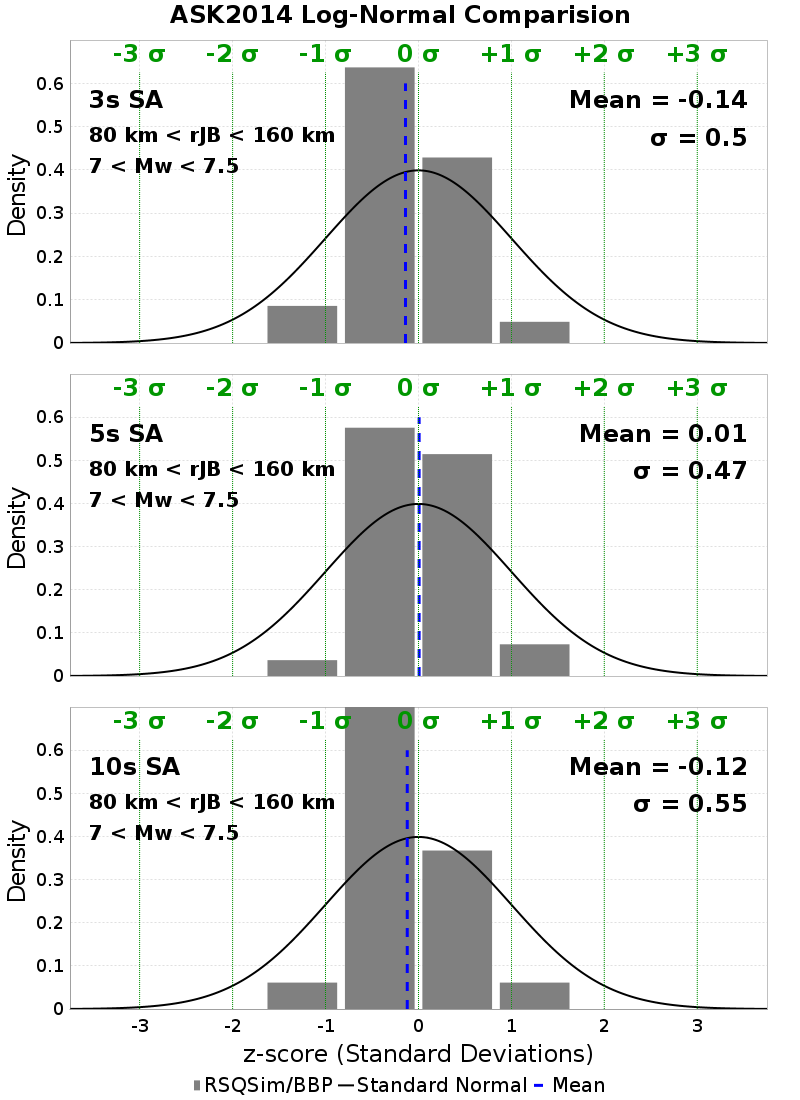 ASK2014 Log-Normal Comparision
-3 σ -2 σ -1 σ 0 σ +1 σ +2 σ +3 σ
0.6
3s SA Mean = -0.14
0.5
80 km < rJB < 160 km σ = 0.5
7 < Mw < 7.5
0.4
0.3
0.2
0.1
0
Density
-3 σ -2 σ -1 σ 0 σ +1 σ +2 σ +3 σ
0.6
5s SA Mean = 0.01
0.5
80 km < rJB < 160 km σ = 0.47
7 < Mw < 7.5
0.4
0.3
0.2
0.1
0
Density
-3 σ -2 σ -1 σ 0 σ +1 σ +2 σ +3 σ
0.6
10s SA Mean = -0.12
0.5
80 km < rJB < 160 km σ = 0.55
7 < Mw < 7.5
0.4
0.3
0.2
0.1
0
Density
-3 -2 -1 0 1 2 3
z-score (Standard Deviations)
RSQSim/BBP Standard Normal Mean